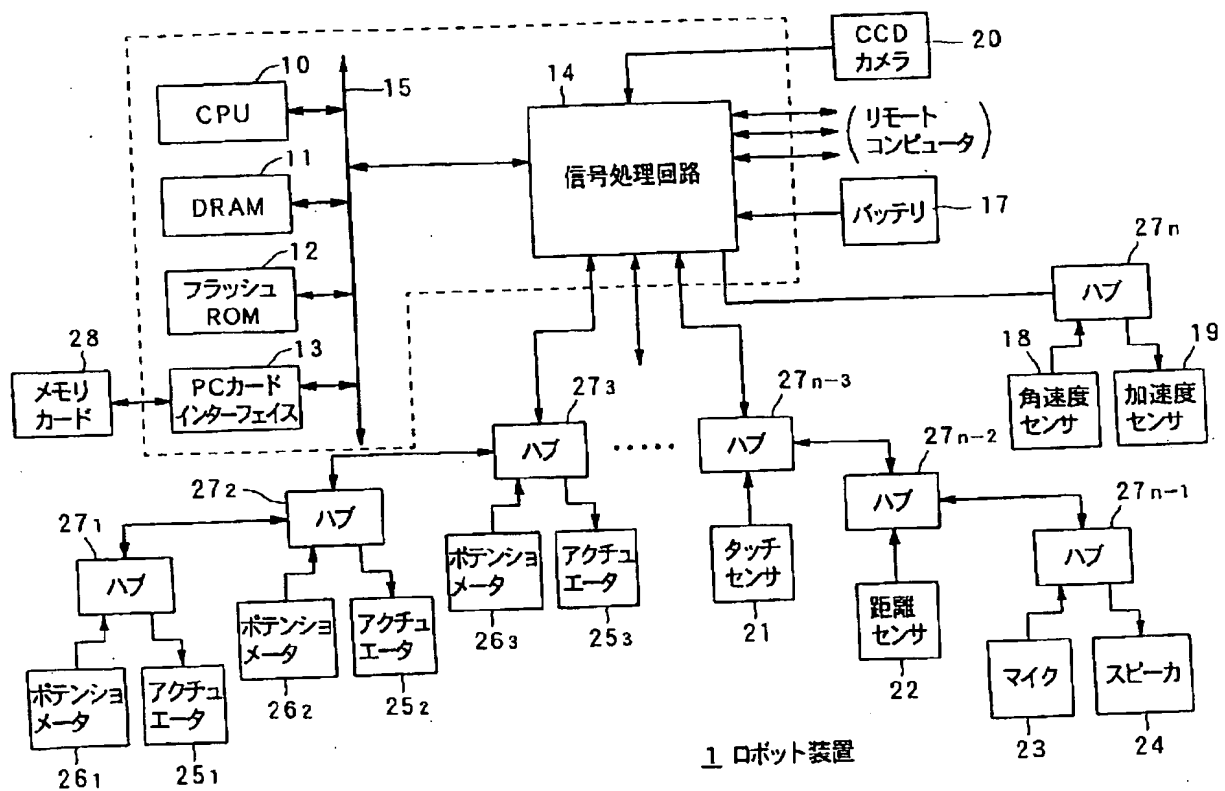 10
CPU
11
DRAM
12
フラッシュ
ROM
13
PCカード
インターフェイス
28
メモリ
カード
15
14
信号処理回路
CCD
カメラ
20
(リモート
コンピュータ)
バッテリ
17
27n
ハブ
18
角速度
センサ
19
加速度
センサ
273
ハブ
・・・・・
27n-3
ハブ
27n-2
ハブ
27n-1
ハブ
272
ハブ
271
ハブ
ポテンショ
メータ
263
アクチュ
エータ
253
タッチ
センサ
21
距離
センサ
22
マイク
23
スピーカ
24
ポテンショ
メータ
262
アクチュ
エータ
252
ポテンショ
メータ
261
アクチュ
エータ
251
1 ロボット装置